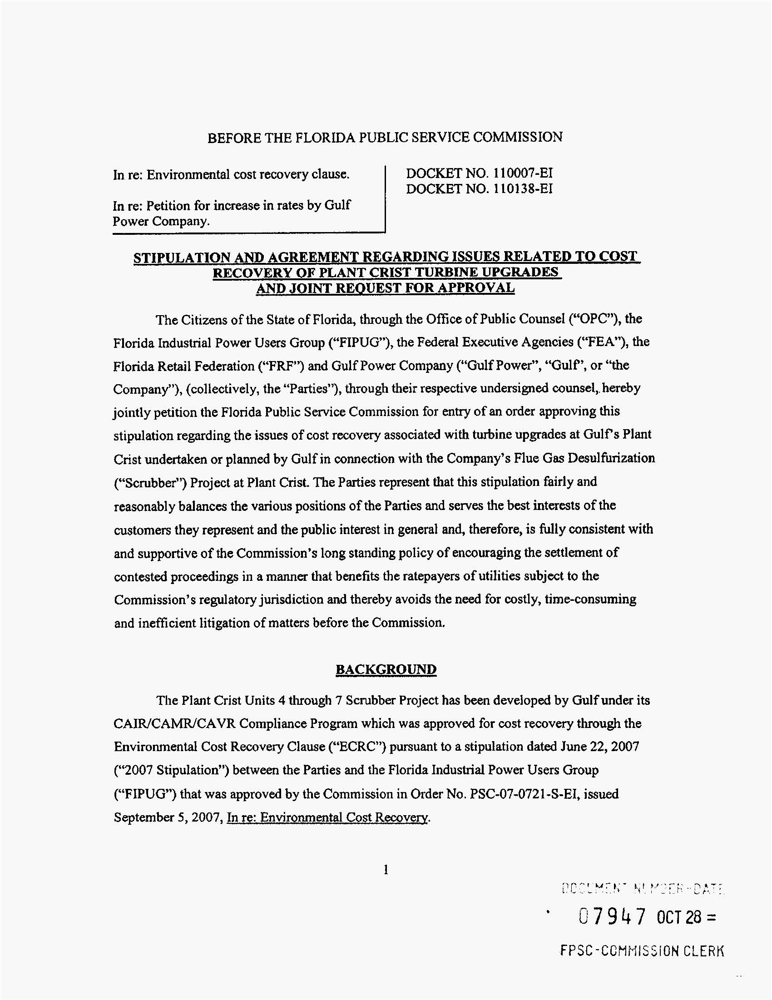 BEFORE THE FLORIDA PUBLIC SERVICE COMMISSION
In re: Environmental cost recovery clause.
DOCKET NO. 110007-EI
DOCKET NO. 110138-EI
In re: Petition for increase in rates by Gulf
Power Company.
STIPULATION AND AGREEMENT REGARDING ISSUES RELATED TO COST
RECOVERY OF PLANT CRIST TURBINE UPGRADES
AND JOINT REQUEST FOR APPROVAL
The Citizens of the State of Florida, through the Office of Public Counsel (“OPC”), the
Florida Industrial Power Users Group (“FIPUG”), the Federal Executive Agencies (“FEA”), the
Florida Retail Federation (“FRF”) and Gulf Power Company (“Gulf Power”, “Gulf”, or “the
Company”), (collectively, the “Parties”), through their respective undersigned counsel, hereby
jointly petition the Florida Public Service Commission for entry of an order approving this
stipulation regarding the issues of cost recovery associated with turbine upgrades at Gulf's Plant
Crist undertaken or planned by Gulf in connection with the Company's Flue Gas Desulfurization
(“Scrubber”) Project at Plant Crist. The Parties represent that this stipulation fairly and
reasonably balances the various positions of the Parties and serves the best interests of the
customers they represent and the public interest in general and, therefore, is fully consistent with
and supportive of the Commission's long standing policy of encouraging the settlement of
contested proceedings in a manner that benefits the ratepayers of utilities subject to the
Commission's regulatory jurisdiction and thereby avoids the need for costly, time-consuming
and inefficient litigation of matters before the Commission.
BACKGROUND
The Plant Crist Units 4 through 7 Scrubber Project has been developed by Gulf under its
CAIR/CAMR/CAVR Compliance Program which was approved for cost recovery through the
Environmental Cost Recovery Clause (“ECRC”) pursuant to a stipulation dated June 22, 2007
(“2007 Stipulation”) between the Parties and the Florida Industrial Power Users Group
(“FIPUG”) that was approved by the Commission in Order No. PSC-07-0721-S-EI, issued
September 5, 2007, In re: Environmental Cost Recovery.
1
DOCUMENT NUMBER-DATE
07947 OCT 28 =
FPSC-COMMISSION CLERK